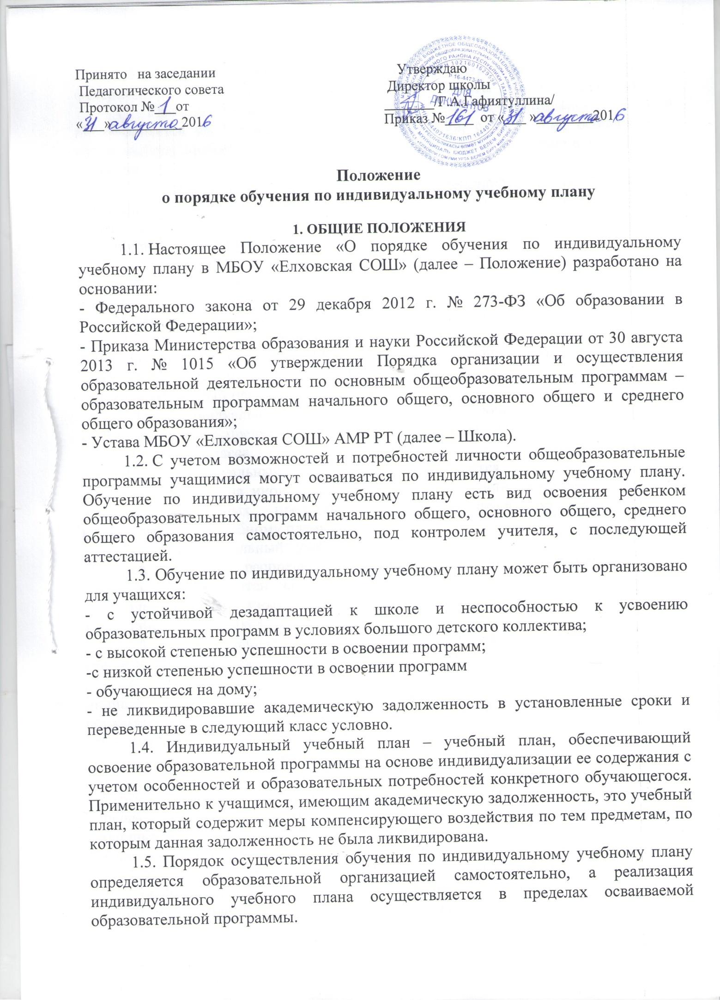 Принято на заседании
Педагогического совета
Протокол № 1 от
« 31 » августа 2016
Утверждаю
Директор школы
/Г.А.Гафиятуллина/
Приказ № 161 от « 31 » августа 2016
ОГРН 1021601629598
Р 16-4473-40
ДЛЯ
ДОКУМЕНТОВ
Положение
о порядке обучения по индивидуальному учебному плану
1. ОБЩИЕ ПОЛОЖЕНИЯ
1.1. Настоящее Положение «О порядке обучения по индивидуальному
учебному плану в МБОУ «Елховская СОШ» (далее – Положение) разработано на
основании:
- Федерального закона от 29 декабря 2012 г. № 273-ФЗ «Об образовании в
Российской Федерации»;
- Приказа Министерства образования и науки Российской Федерации от 30 августа
2013 г. № 1015 «Об утверждении Порядка организации и осуществления
образовательной деятельности по основным общеобразовательным программам –
образовательным программам начального общего, основного общего и среднего
общего образования»;
- Устава МБОУ «Елховская СОШ» АМР РТ (далее – Школа).
1.2. С учетом возможностей и потребностей личности общеобразовательные
программы учащимися могут осваиваться по индивидуальному учебному плану.
Обучение по индивидуальному учебному плану есть вид освоения ребенком
общеобразовательных программ начального общего, основного общего, среднего
общего образования самостоятельно, под контролем учителя, с последующей
аттестацией.
1.3. Обучение по индивидуальному учебному плану может быть организовано
для учащихся:
- с устойчивой дезадаптацией к школе и неспособностью к усвоению
образовательных программ в условиях большого детского коллектива;
- с высокой степенью успешности в освоении программ;
-с низкой степенью успешности в освоении программ
- обучающиеся на дому;
- не ликвидировавшие академическую задолженность в установленные сроки и
переведенные в следующий класс условно.
1.4. Индивидуальный учебный план – учебный план, обеспечивающий
освоение образовательной программы на основе индивидуализации ее содержания с
учетом особенностей и образовательных потребностей конкретного обучающегося.
Применительно к учащимся, имеющим академическую задолженность, это учебный
план, который содержит меры компенсирующего воздействия по тем предметам, по
которым данная задолженность не была ликвидирована.
1.5. Порядок осуществления обучения по индивидуальному учебному плану
определяется образовательной организацией самостоятельно, а реализация
индивидуального учебного плана осуществляется в пределах осваиваемой
образовательной программы.